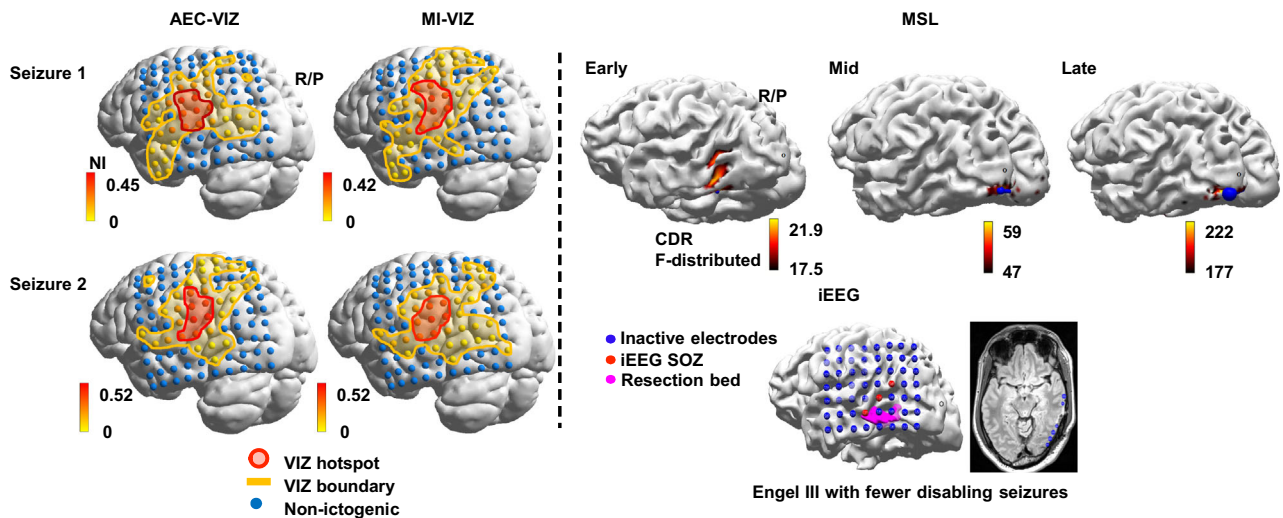 AEC-VIZ
MI-VIZ
Seizure 1
R/P
NI
0.45
0
0.42
0
Seizure 2
0.52
0
0.52
0
VIZ hotspot
VIZ boundary
Non-ictogenic
MSL
Early
Mid
Late
R/P
CDR
F-distributed
21.9
17.5
59
47
222
177
iEEG
Inactive electrodes
iEEG SOZ
Resection bed
Engel III with fewer disabling seizures